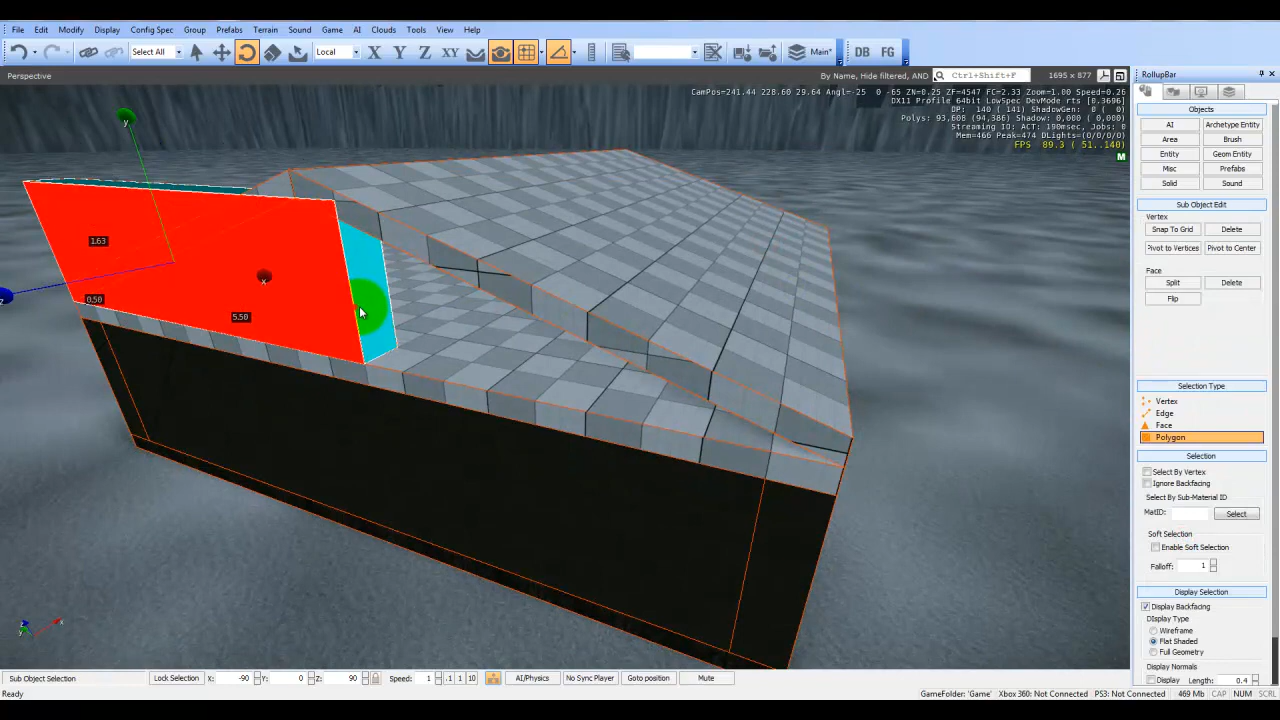 File Edit Modify Display Config Spec Group Prefabs Terrain Sound Game AI Clouds Tools View Help
Select All Local X Y Z XY Main* DB FG
Perspective By Name, Hide filtered, AND Ctrl+Shift+F 1695 x 877 RollupBar
CamPos=241.44 228.60 29.64 Angl=-25 0 -65 ZN=0.25 ZF=4547 FC=2.33 Zoom=1.00 Speed=0.26
DX11 Profile 64bit LowSpec DevMode rts [0.3696]
DP: 140 ( 141) ShadowGen: 0 ( 0)
Polys: 93,606 (94,386) Shadow: 0,000 ( 0,000)
Streaming IO: ACT: 190msec, Jobs: 0
Mem=466 Peak=474 DLights=(0/0/0/0)
FPS 89.3 ( 51..140)
M
y
1.63
x
z
0.50
5.50
Objects
AI Archetype Entity
Area Brush
Entity Geom Entity
Misc Prefabs
Solid Sound
Sub Object Edit
Vertex
Snap To Grid Delete
Pivot to Vertices Pivot to Center
Face
Split Delete
Flip
Selection Type
Vertex
Edge
Face
Polygon
Selection
Select By Vertex
Ignore Backfacing
Select By Sub-Material ID
MatID: Select
Soft Selection
Enable Soft Selection
Falloff: 1
Display Selection
Display Backfacing
Display Type
Wireframe
Flat Shaded
Full Geometry
Display Normals
Display Length: 0.4
z x
y
Sub Object Selection Lock Selection X: -90 Y: 0 Z: 90 Speed: 1 .1 1 10 AI/Physics No Sync Player Goto position Mute
Ready GameFolder: 'Game' Xbox 360: Not Connected PS3: Not Connected 469 Mb CAP NUM SCRL